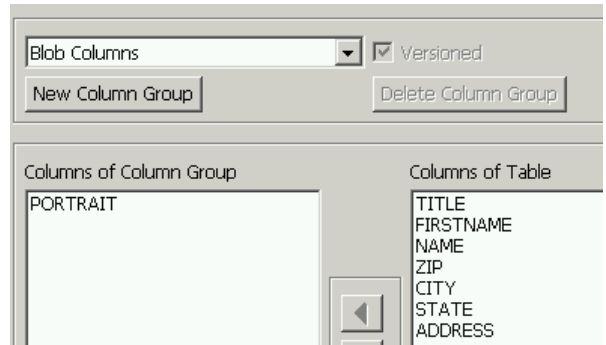 Blob Columns
Versioned
New Column Group
Delete Column Group
Columns of Column Group
Columns of Table
PORTRAIT
TITLE
FIRSTNAME
NAME
ZIP
CITY
STATE
ADDRESS